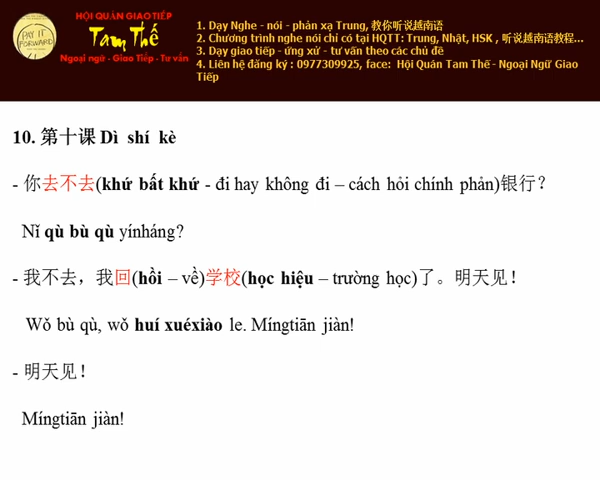 PAY IT
FORWARD
HỘI QUÁN GIAO TIẾP
Tam Thế
Ngoại ngữ - Giao Tiếp - Tư vấn
1. Dạy Nghe - nói - phản xạ Trung, 教你听说越南语
2. Chương trình nghe nói chỉ có tại HQTT: Trung, Nhật, HSK , 听说越南语教程...
3. Dạy giao tiếp - ứng xử - tư vấn theo các chủ đề
4. Liên hệ đăng ký : 0977309925, face: Hội Quán Tam Thế - Ngoại Ngữ Giao
Tiếp
10. 第十课 Dì shí kè
- 你去不去(khứ bất khứ - đi hay không đi – cách hỏi chính phản)银行？
Nǐ qù bù qù yínháng?
- 我不去，我回(hồi – về)学校(học hiệu – trường học)了。明天见！
Wǒ bù qù, wǒ huí xuéxiào le. Míngtiān jiàn!
- 明天见！
Míngtiān jiàn!